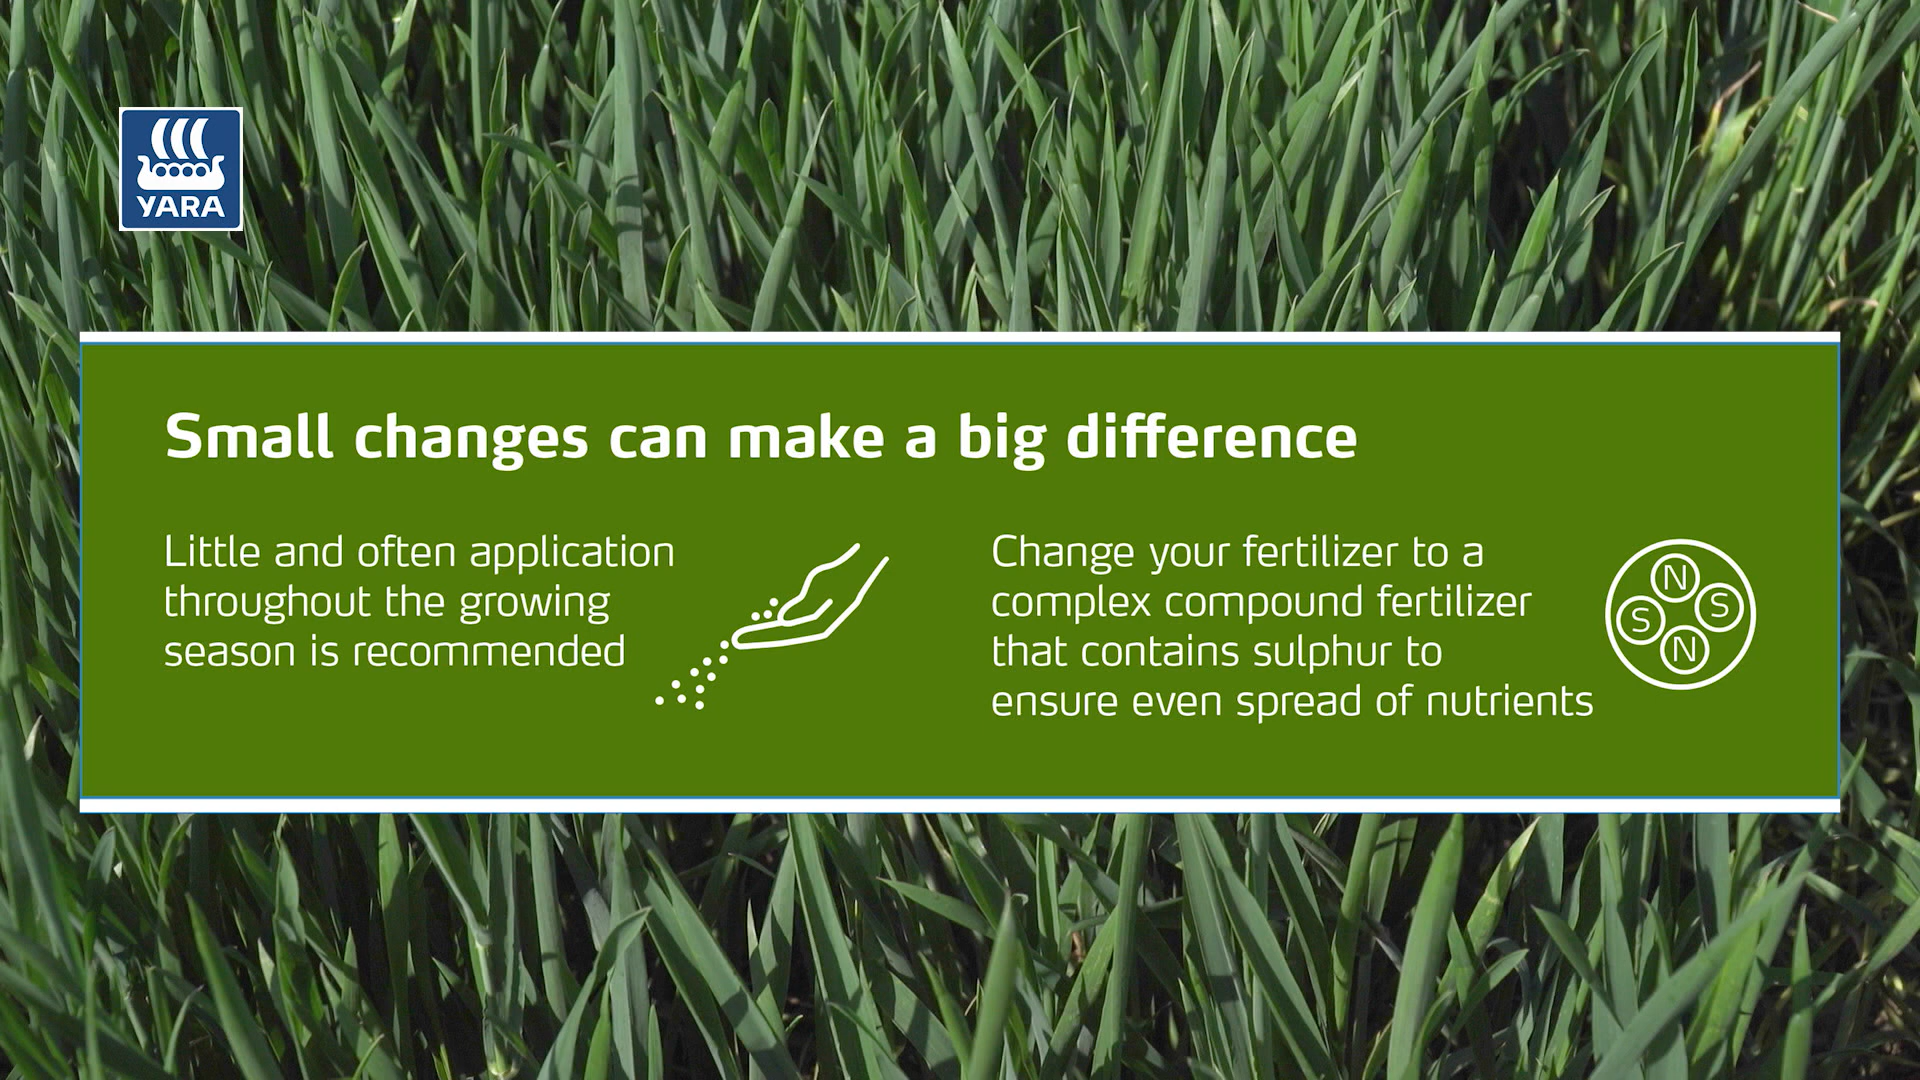 YARA
Small changes can make a big difference
Little and often application
throughout the growing
season is recommended
Change your fertilizer to a
complex compound fertilizer
that contains sulphur to
ensure even spread of nutrients
N
S
S
N